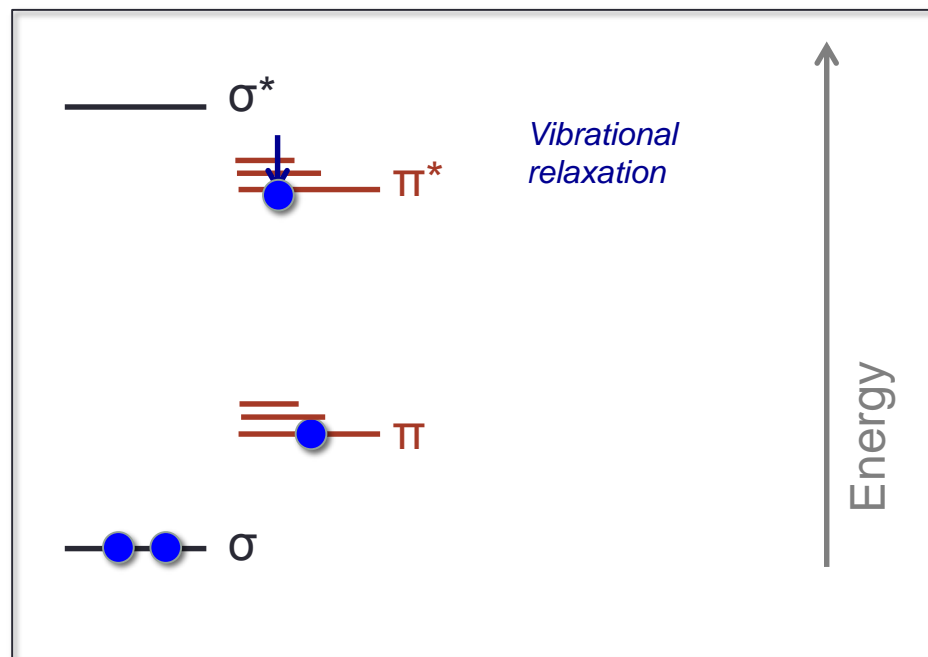 σ*
Vibrational
relaxation
π*
π
σ
Energy